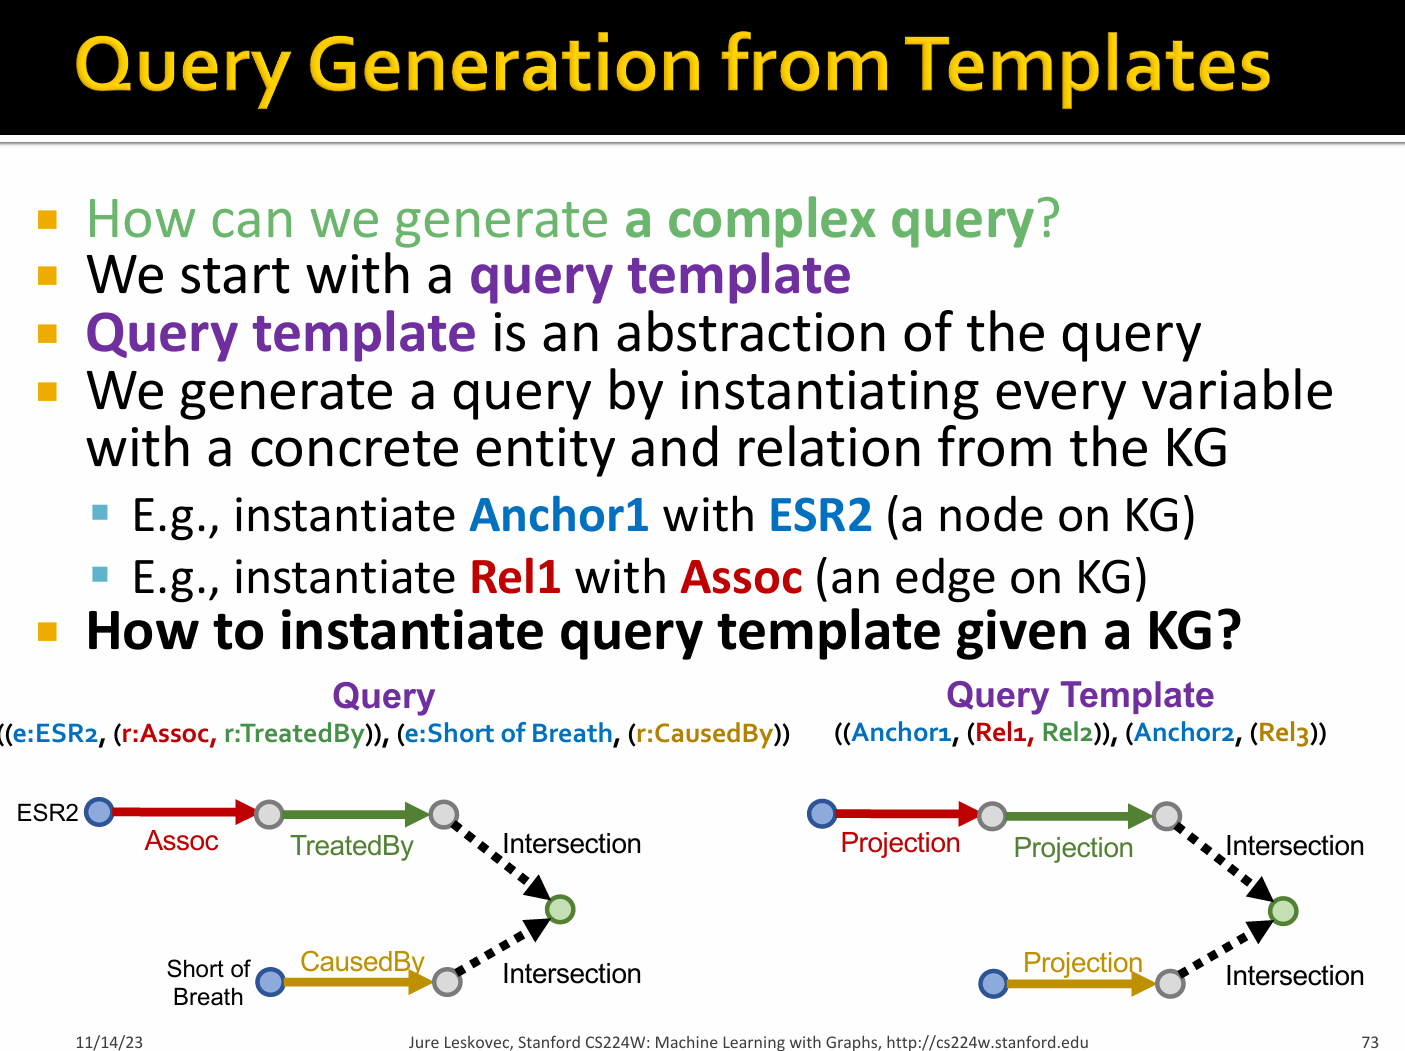 Query Generation from Templates
How can we generate a complex query?
We start with a query template
Query template is an abstraction of the query
We generate a query by instantiating every variable
with a concrete entity and relation from the KG
E.g., instantiate Anchor1 with ESR2 (a node on KG)
E.g., instantiate Rel1 with Assoc (an edge on KG)
How to instantiate query template given a KG?
Query
((e:ESR2, (r:Assoc, r:TreatedBy)), (e:Short of Breath, (r:CausedBy))
ESR2
Assoc
TreatedBy
Intersection
Short of
Breath
CausedBy
Intersection
Query Template
((Anchor1, (Rel1, Rel2)), (Anchor2, (Rel3))
Projection
Projection
Intersection
Projection
Intersection
11/14/23
Jure Leskovec, Stanford CS224W: Machine Learning with Graphs, http://cs224w.stanford.edu
73